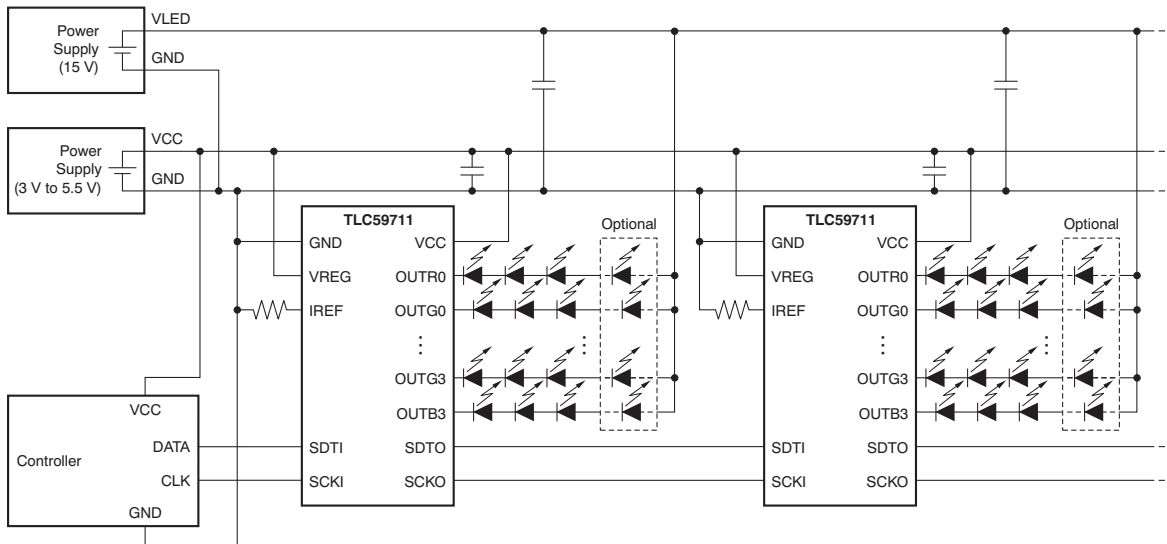 Power
Supply
(15 V)
VLED
GND
Power
Supply
(3 V to 5.5 V)
VCC
GND
TLC59711
GND
VREG
IREF
SDTI
SCKI
VCC
OUTR0
OUTG0
OUTG3
OUTB3
SDTO
SCKO
Optional
TLC59711
GND
VREG
IREF
SDTI
SCKI
VCC
OUTR0
OUTG0
OUTG3
OUTB3
SDTO
SCKO
Optional
Controller
VCC
DATA
CLK
GND